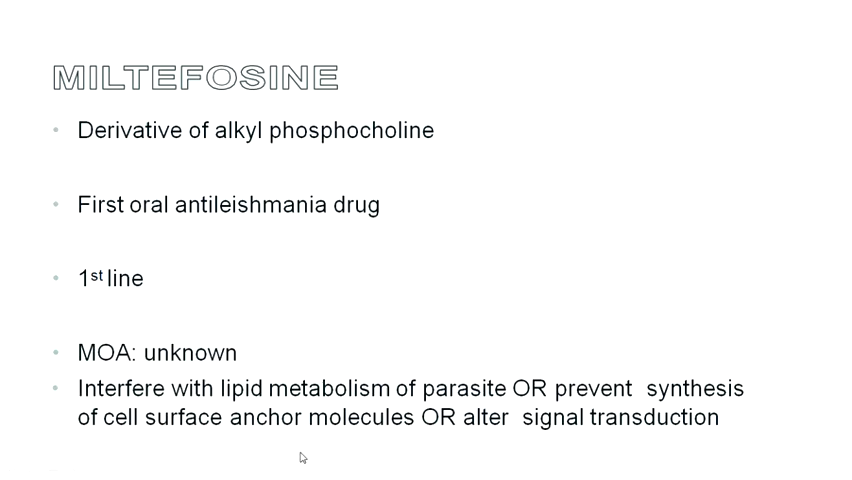 MILTEFOSINE
• Derivative of alkyl phosphocholine
• First oral antileishmania drug
• 1st line
• MOA: unknown
• Interfere with lipid metabolism of parasite OR prevent synthesis
of cell surface anchor molecules OR alter signal transduction